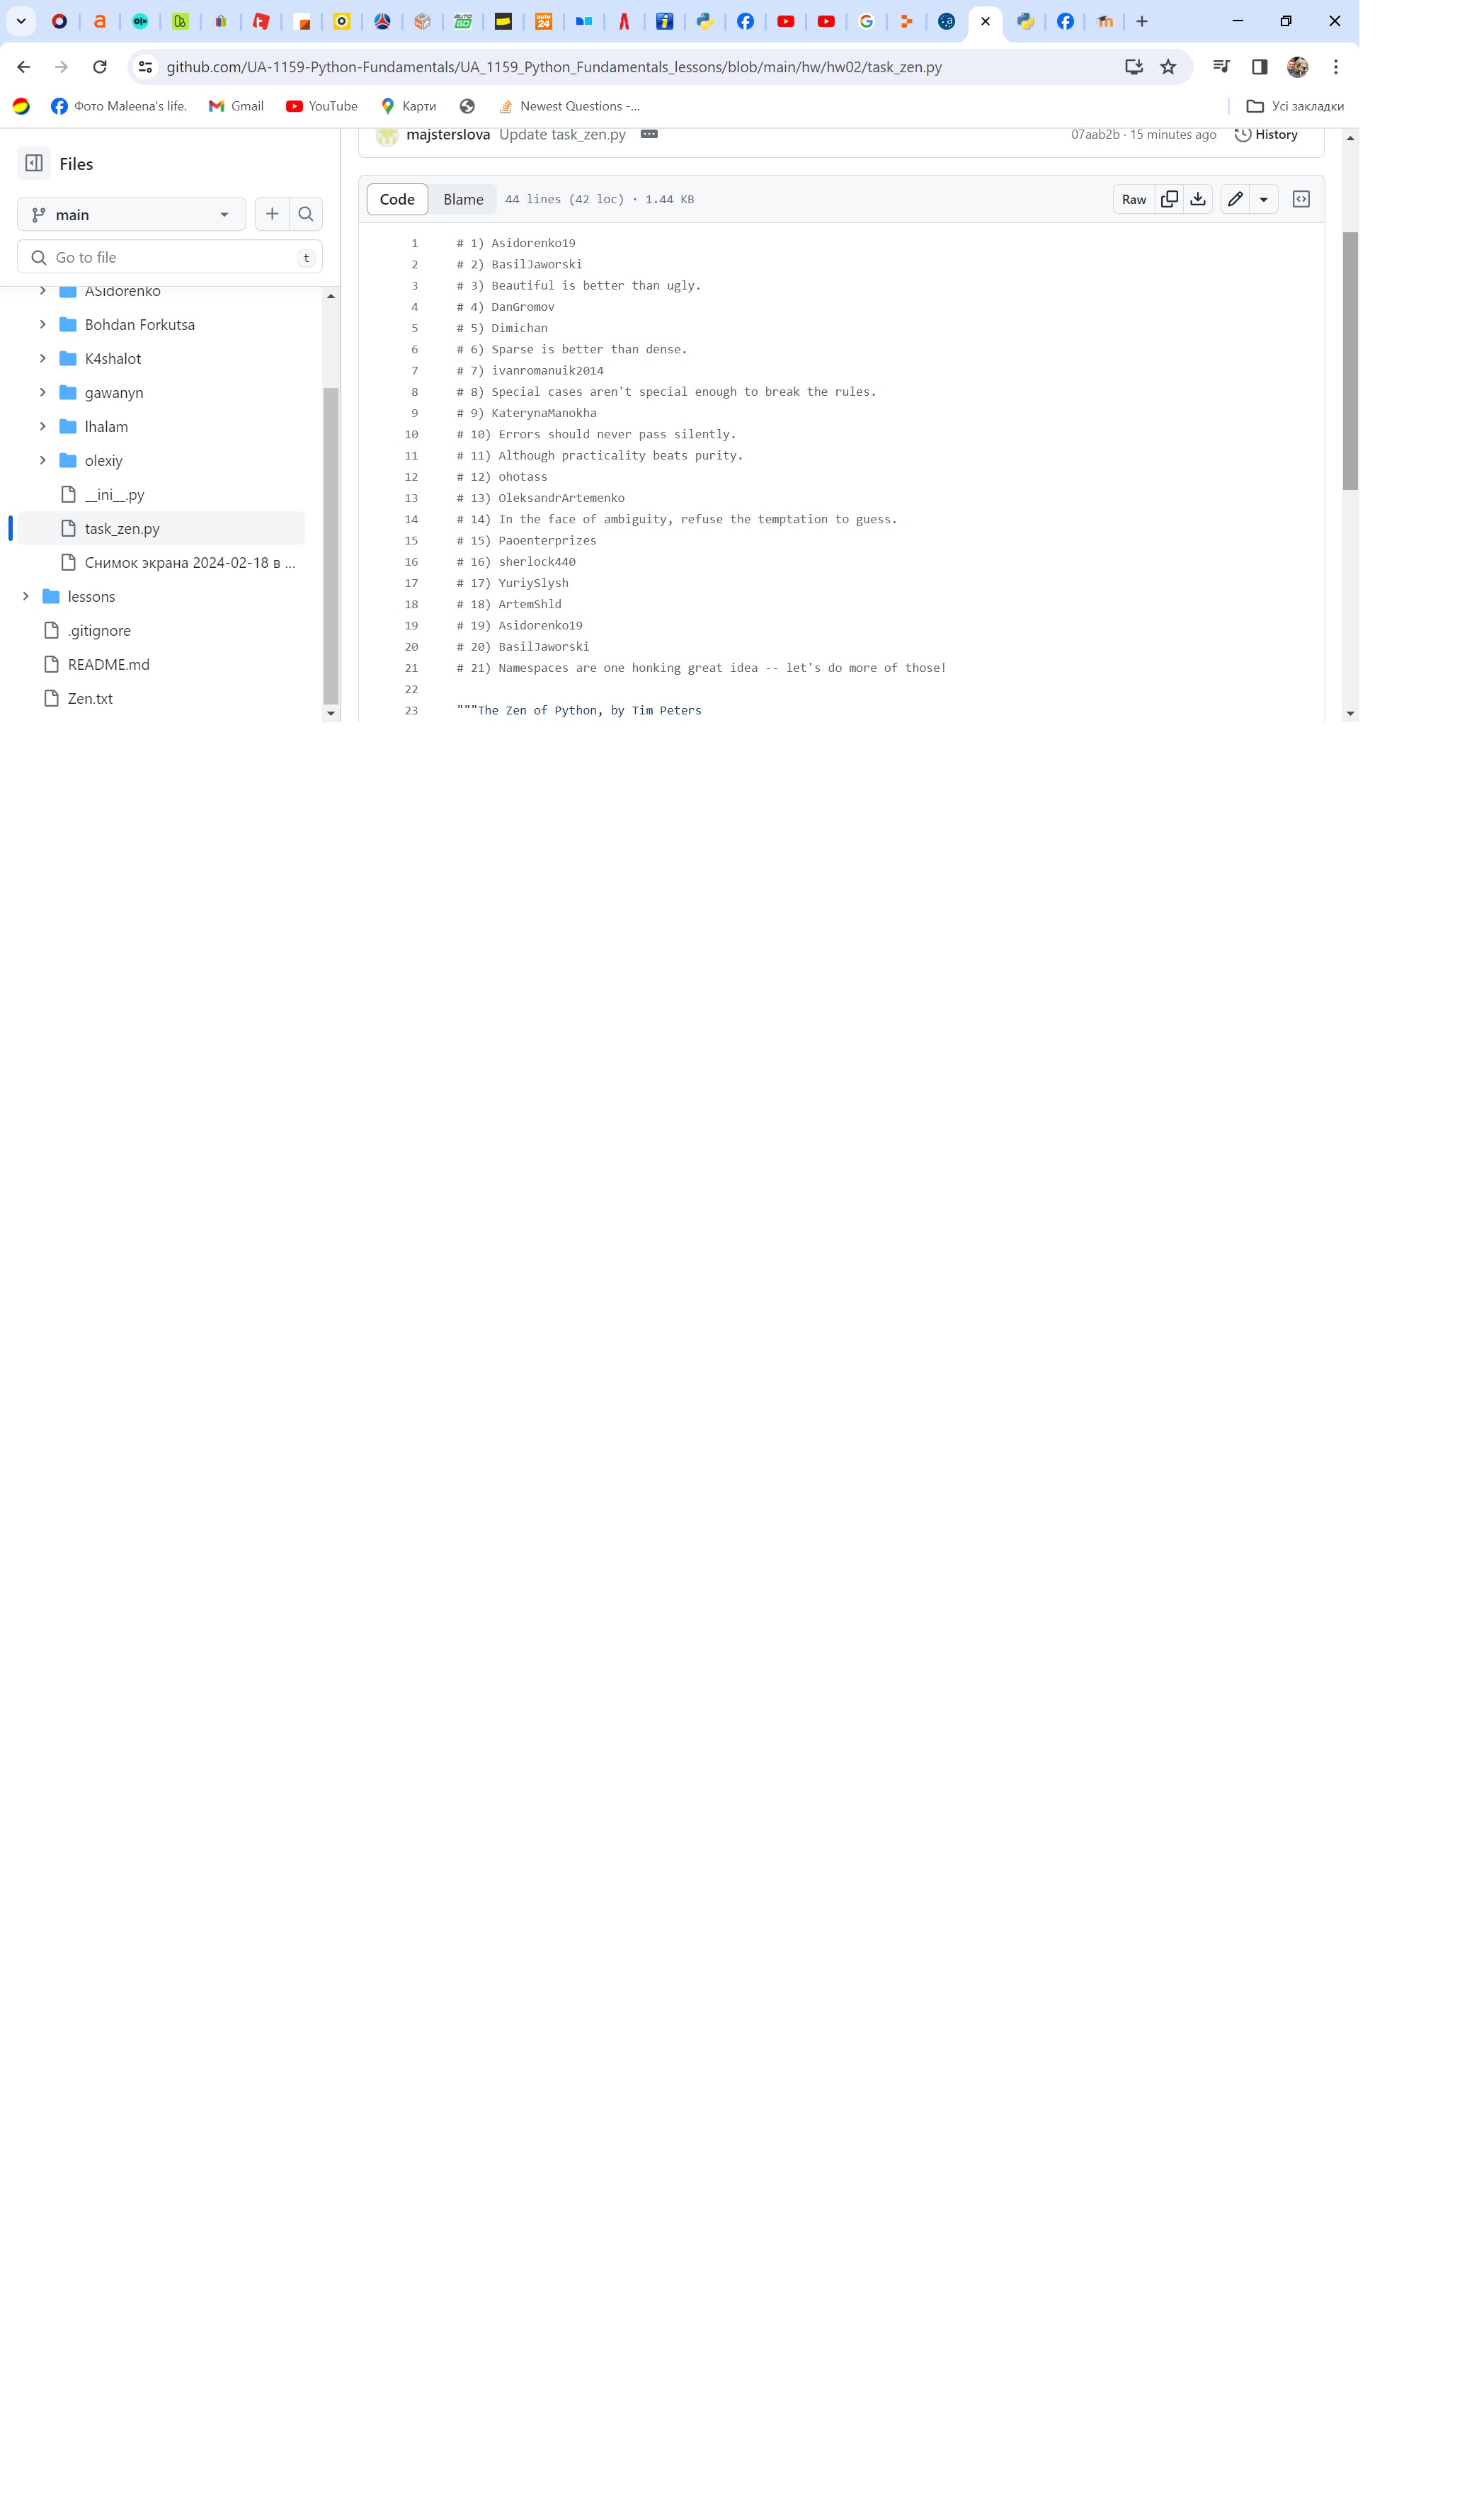 github.com/UA-1159-Python-Fundamentals/UA_1159_Python_Fundamentals_lessons/blob/main/hw/hw02/task_zen.py
Фото Maleena's life. Gmail YouTube Карти Newest Questions -... Усі закладки
Files
main
Go to file t
ASidorenko
Bohdan Forkutsa
K4shalot
gawanyn
lhalam
olexiy
__ini__.py
task_zen.py
Снимок экрана 2024-02-18 в ...
lessons
.gitignore
README.md
Zen.txt
majsterslova Update task_zen.py 07aab2b · 15 minutes ago History
Code Blame 44 lines (42 loc) · 1.44 KB Raw
1 # 1) Asidorenko19
2 # 2) BasilJaworski
3 # 3) Beautiful is better than ugly.
4 # 4) DanGromov
5 # 5) Dimichan
6 # 6) Sparse is better than dense.
7 # 7) ivanromanuik2014
8 # 8) Special cases aren't special enough to break the rules.
9 # 9) KaterynaManokha
10 # 10) Errors should never pass silently.
11 # 11) Although practicality beats purity.
12 # 12) ohotass
13 # 13) OleksandrArtemenko
14 # 14) In the face of ambiguity, refuse the temptation to guess.
15 # 15) Paoenterprizes
16 # 16) sherlock440
17 # 17) YuriySlysh
18 # 18) ArtemShld
19 # 19) Asidorenko19
20 # 20) BasilJaworski
21 # 21) Namespaces are one honking great idea -- let's do more of those!
22
23 """The Zen of Python, by Tim Peters